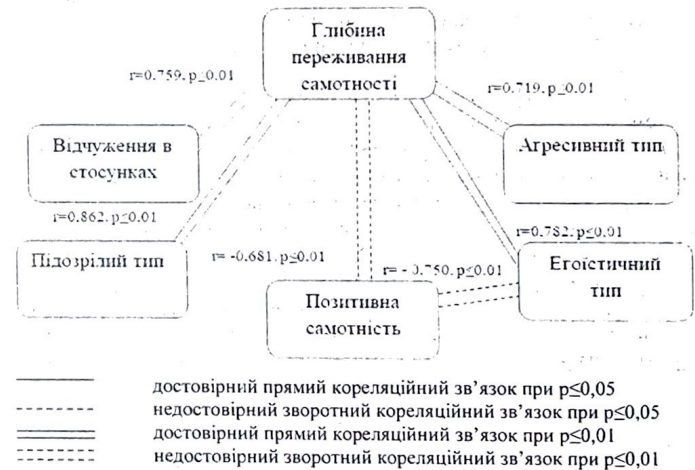 Глибина
переживання
самотності
r=0.759. p≤0.01
r=0.719. p≤0.01
Відчуження в
стосунках
Агресивний тип
r=0.862. p≤0.01
r=0.782. p≤0.01
Підозрілий тип
r= -0.681. p≤0.01
r= - 0.750. p≤0.01
Егоїстичний
тип
Позитивна
самотність
достовірний прямий кореляційний зв’язок при p≤0,05
недостовірний зворотний кореляційний зв’язок при p≤0,05
достовірний прямий кореляційний зв’язок при p≤0,01
недостовірний зворотний кореляційний зв’язок при p≤0,01